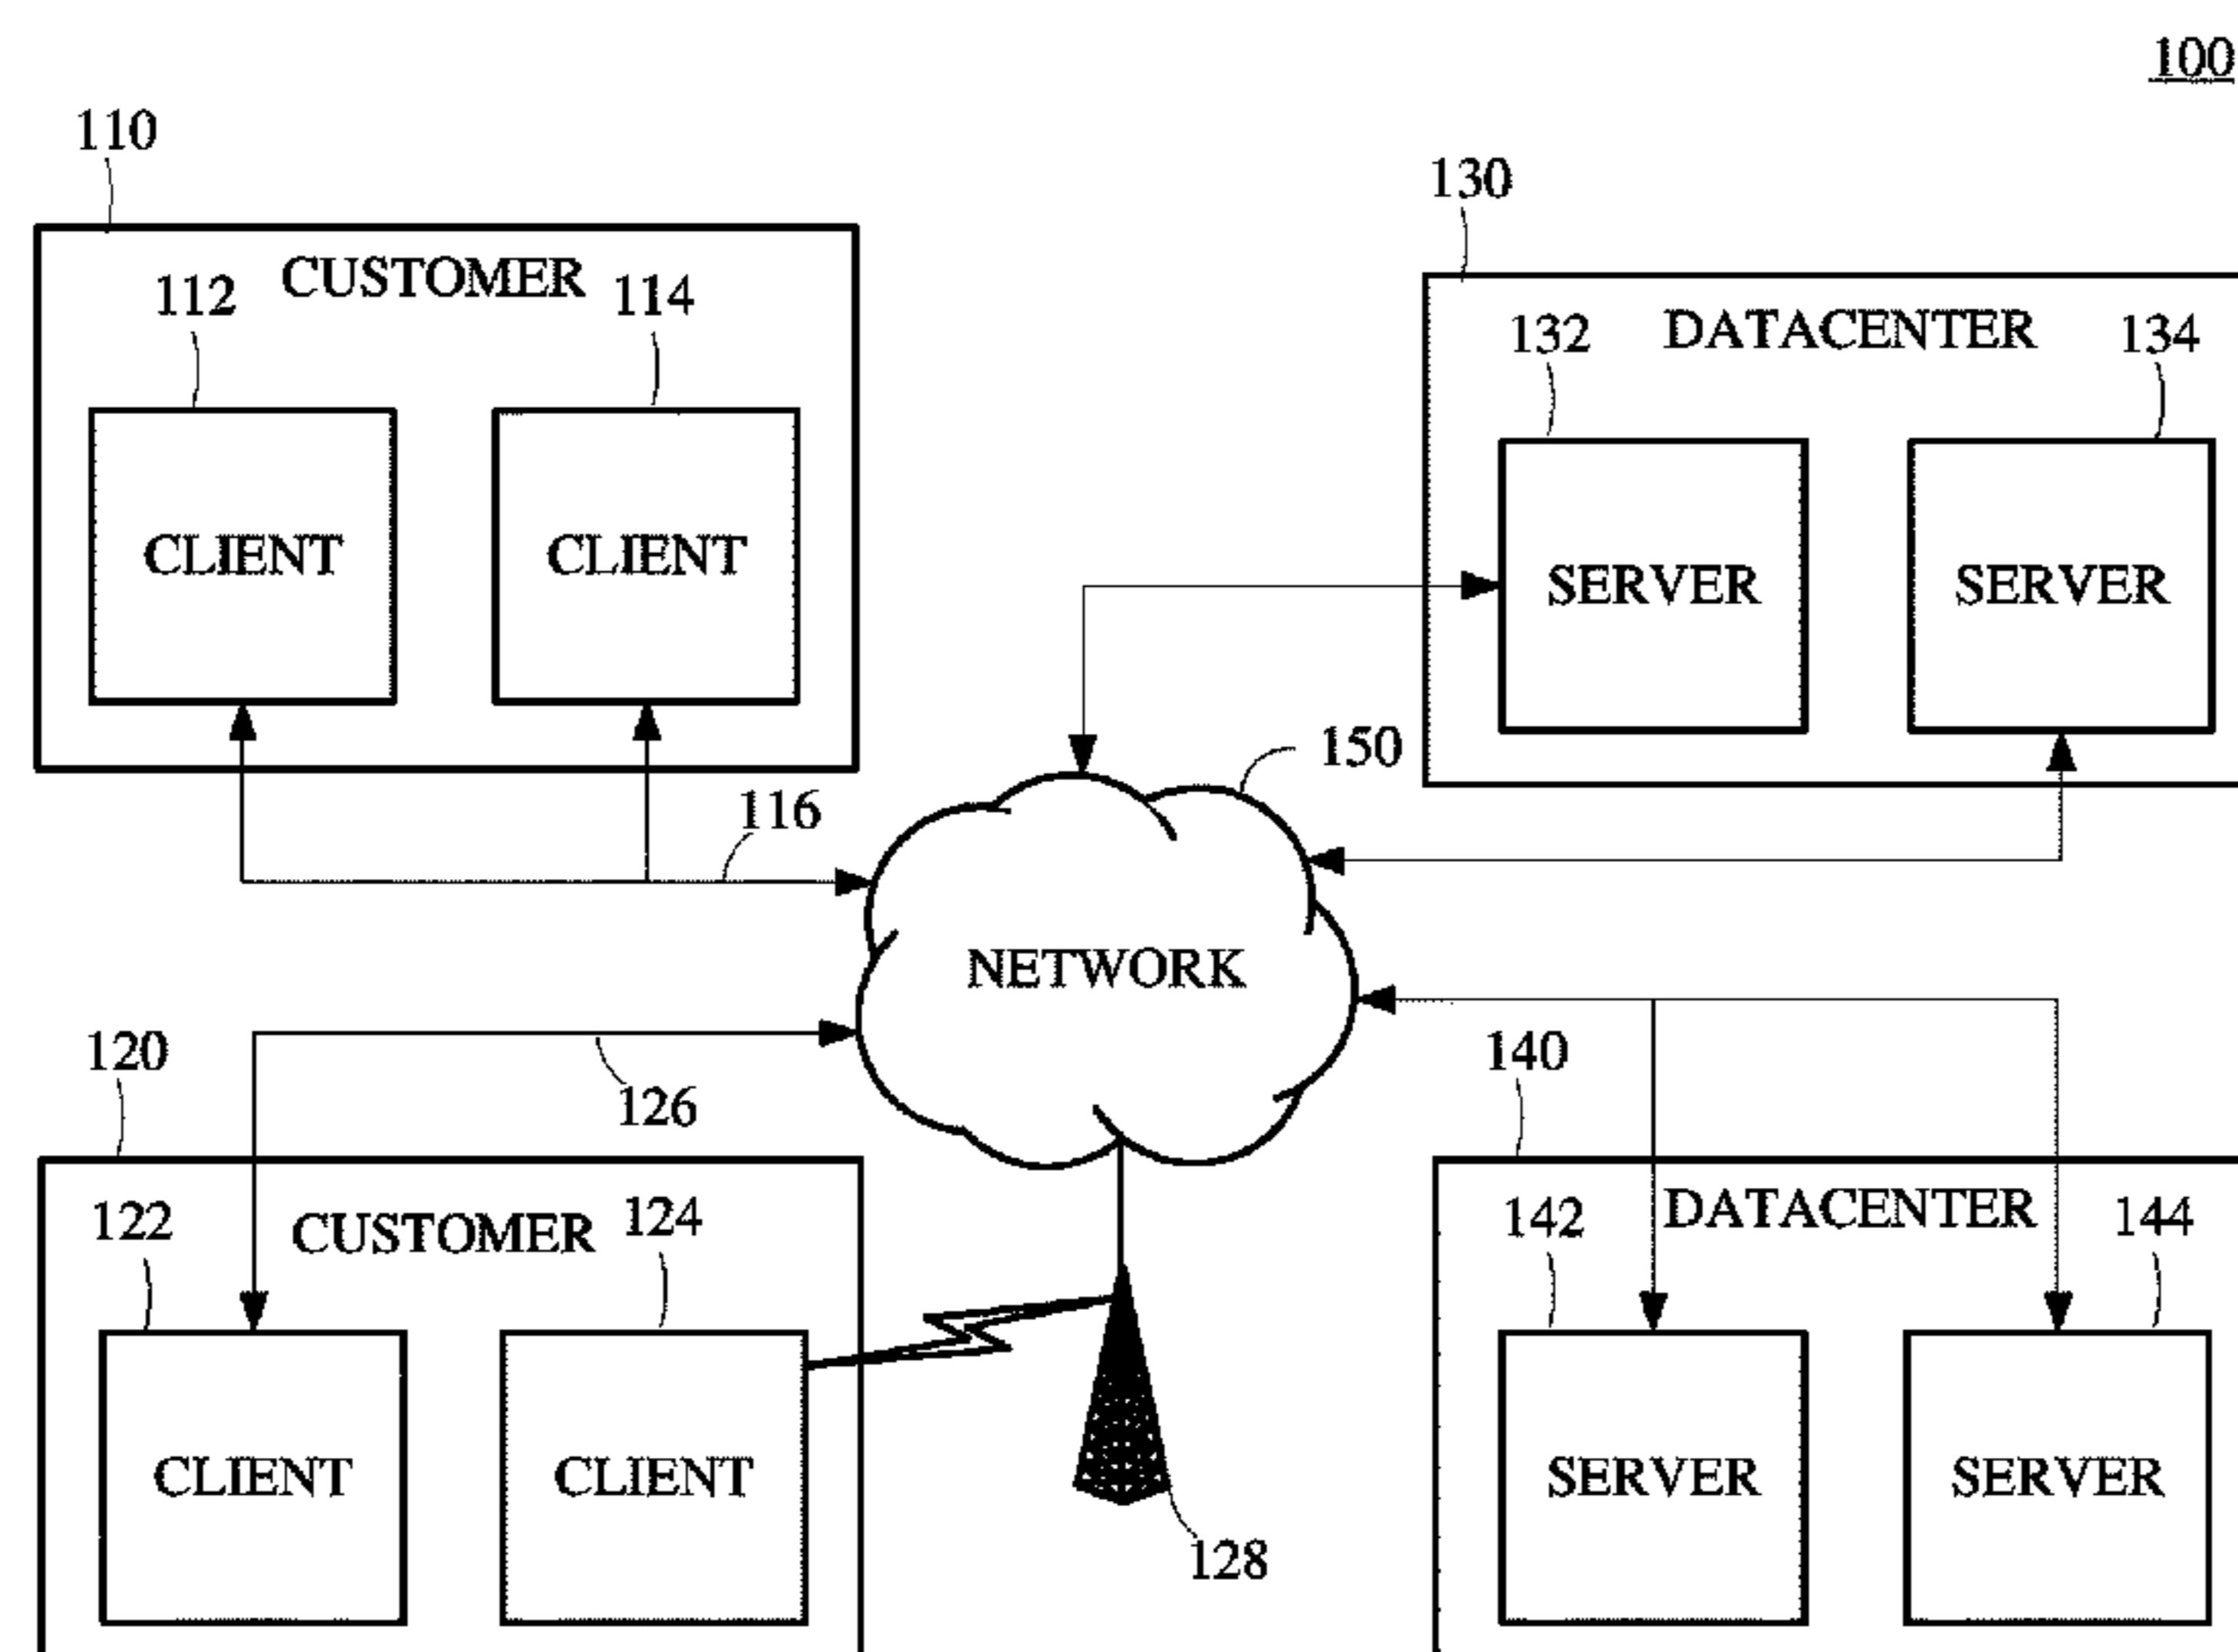 100
110
130
CUSTOMER
112
114
DATACENTER
132
134
CLIENT
CLIENT
SERVER
SERVER
150
116
NETWORK
120
126
140
CUSTOMER
122
124
DATACENTER
142
144
CLIENT
CLIENT
SERVER
SERVER
128